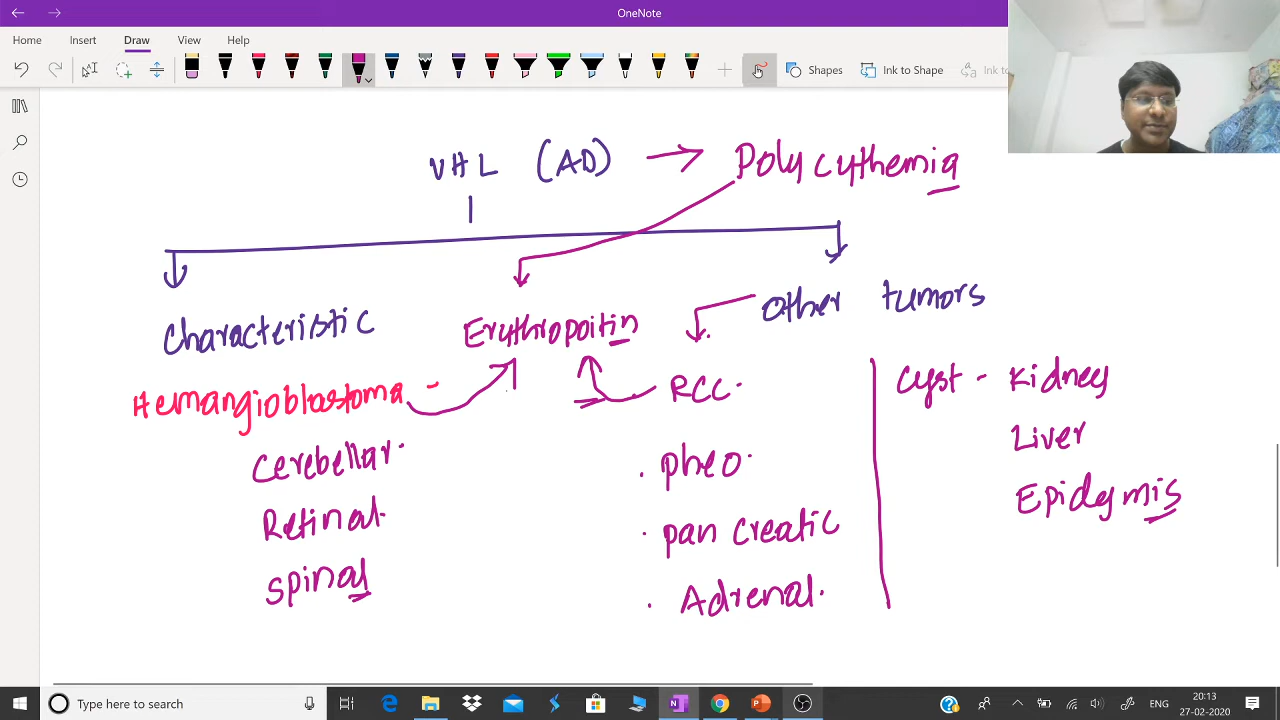 OneNote
Home Insert Draw View Help
Shapes Ink to Shape Ink to
VHL (AD) → Polycythemia
Characteristic
Erythropoitin
Other tumors
Hemangioblastoma
Cerebellar
Retinal
spinal
RCC
pheo
pan creatic
Adrenal
Cyst - Kidney
Liver
Epidymis
Type here to search
20:13
27-02-2020